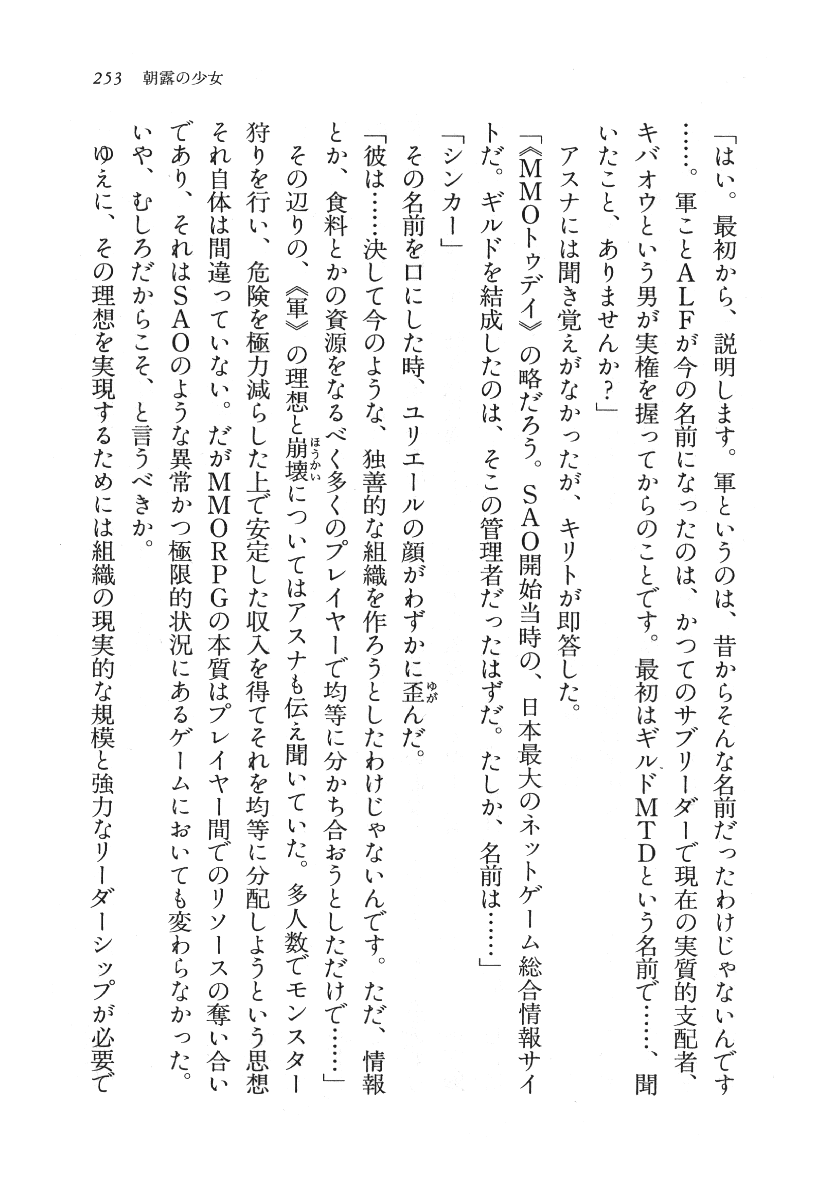 253　朝露の少女
「はい。最初から、説明します。軍というのは、昔からそんな名前だったわけじゃないんです
……。軍ことＡＬＦが今の名前になったのは、かつてのサブリーダーで現在の実質的支配者、
キバオウという男が実権を握ってからのことです。最初はギルドＭＴＤという名前で……、聞
いたこと、ありませんか？」
　アスナには聞き覚えがなかったが、キリトが即答した。
「《ＭＭＯトゥデイ》の略だろう。ＳＡＯ開始当時の、日本最大のネットゲーム総合情報サイ
トだ。ギルドを結成したのは、そこの管理者だったはずだ。たしか、名前は……」
「シンカー」
　その名前を口にした時、ユリエールの顔がわずかに歪んだ。
「彼は……決して今のような、独善的な組織を作ろうとしたわけじゃないんです。ただ、情報
とか、食料とかの資源をなるべく多くのプレイヤーで均等に分かち合おうとしただけで……」
　その辺りの、《軍》の理想と崩壊についてはアスナも伝え聞いていた。多人数でモンスター
狩りを行い、危険を極力減らした上で安定した収入を得てそれを均等に分配しようという思想
それ自体は間違っていない。だがＭＭＯＲＰＧの本質はプレイヤー間でのリソースの奪い合い
であり、それはＳＡＯのような異常かつ極限的状況にあるゲームにおいても変わらなかった。
いや、むしろだからこそ、と言うべきか。
　ゆえに、その理想を実現するためには組織の現実的な規模と強力なリーダーシップが必要で